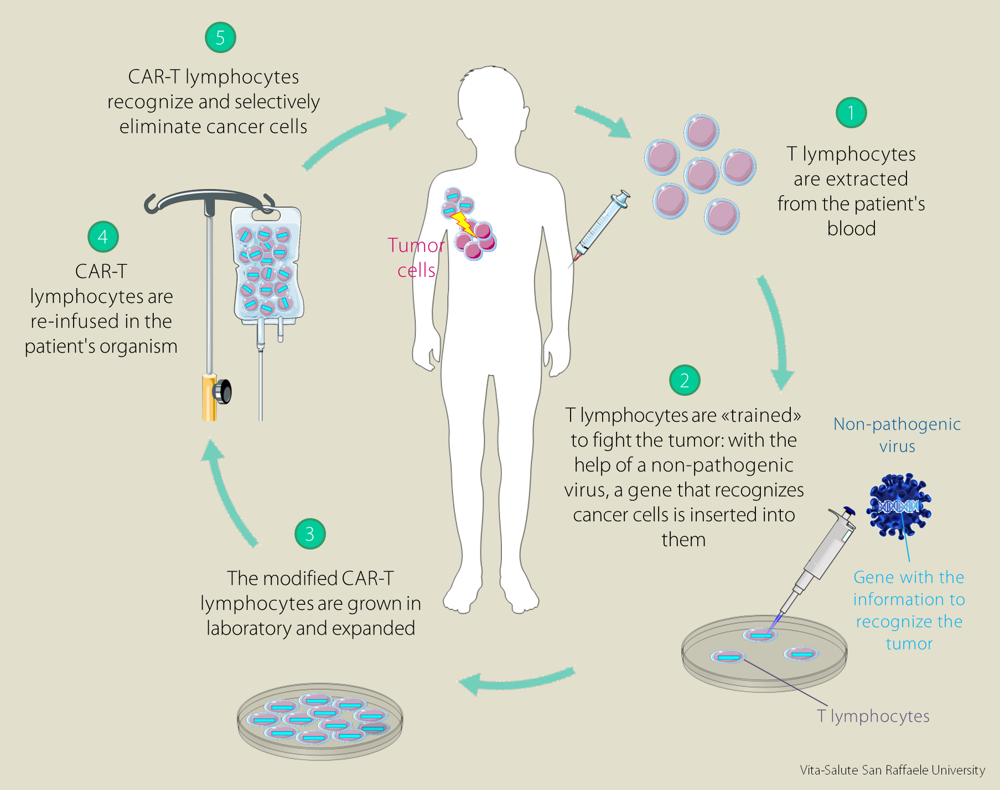 5
CAR-T lymphocytes
recognize and selectively
eliminate cancer cells
1
T lymphocytes
are extracted
from the patient's
blood
4
CAR-T
lymphocytes are
re-infused in the
patient's organism
Tumor
cells
2
T lymphocytes are «trained»
to fight the tumor: with the
help of a non-pathogenic
virus, a gene that recognizes
cancer cells is inserted into
them
Non-pathogenic
virus
Gene with the
information to
recognize the
tumor
3
The modified CAR-T
lymphocytes are grown in
laboratory and expanded
T lymphocytes
Vita-Salute San Raffaele University